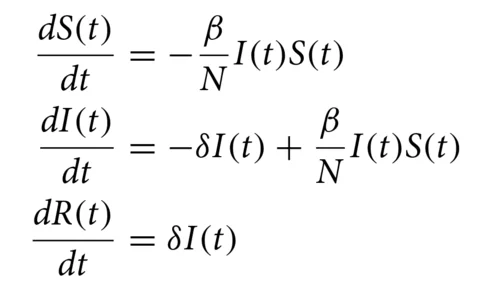 dS(t)/dt = −β/N I(t)S(t)
dI(t)/dt = −δI(t) + β/N I(t)S(t)
dR(t)/dt = δI(t)